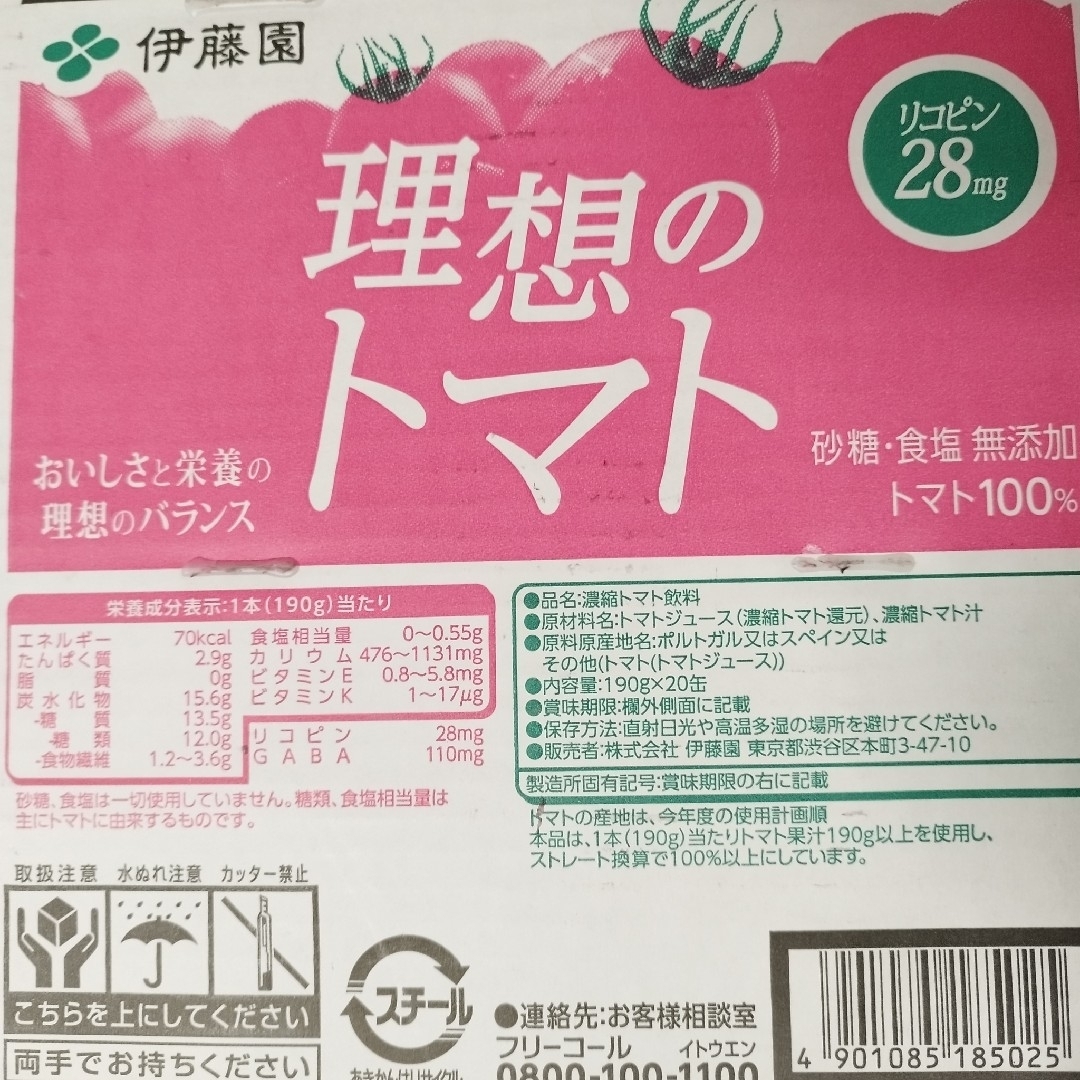 伊藤園
リコピン
28mg
理想の
トマト
おいしさと栄養の
理想のバランス
砂糖・食塩 無添加
トマト100%
栄養成分表示:1本(190g)当たり
エネルギー 70kcal
たんぱく質 2.9g
脂質 0g
炭水化物 15.6g
-糖質 13.5g
-糖類 12.0g
-食物繊維 1.2〜3.6g
食塩相当量 0〜0.55g
カリウム 476〜1131mg
ビタミンE 0.8〜5.8mg
ビタミンK 1〜17μg
リコピン 28mg
GABA 110mg
砂糖、食塩は一切使用していません。糖類、食塩相当量は
主にトマトに由来するものです。
●品名:濃縮トマト飲料
●原材料名:トマトジュース(濃縮トマト還元)、濃縮トマト汁
●原料原産地名:ポルトガル又はスペイン又は
その他(トマト(トマトジュース))
●内容量:190g×20缶
●賞味期限:欄外側面に記載
●保存方法:直射日光や高温多湿の場所を避けてください。
●販売者:株式会社 伊藤園 東京都渋谷区本町3-47-10
製造所固有記号:賞味期限の右に記載
トマトの産地は、今年度の使用計画順
本品は、1本(190g)当たりトマト果汁190g以上を使用し、
ストレート換算で100%以上にしています。
取扱注意 水ぬれ注意 カッター禁止
こちらを上にしてください
両手でお持ちください
スチール
あきかんはリサイクル
●連絡先:お客様相談室
フリーコール イトウエン
0800-100-1100
4 901085 185025